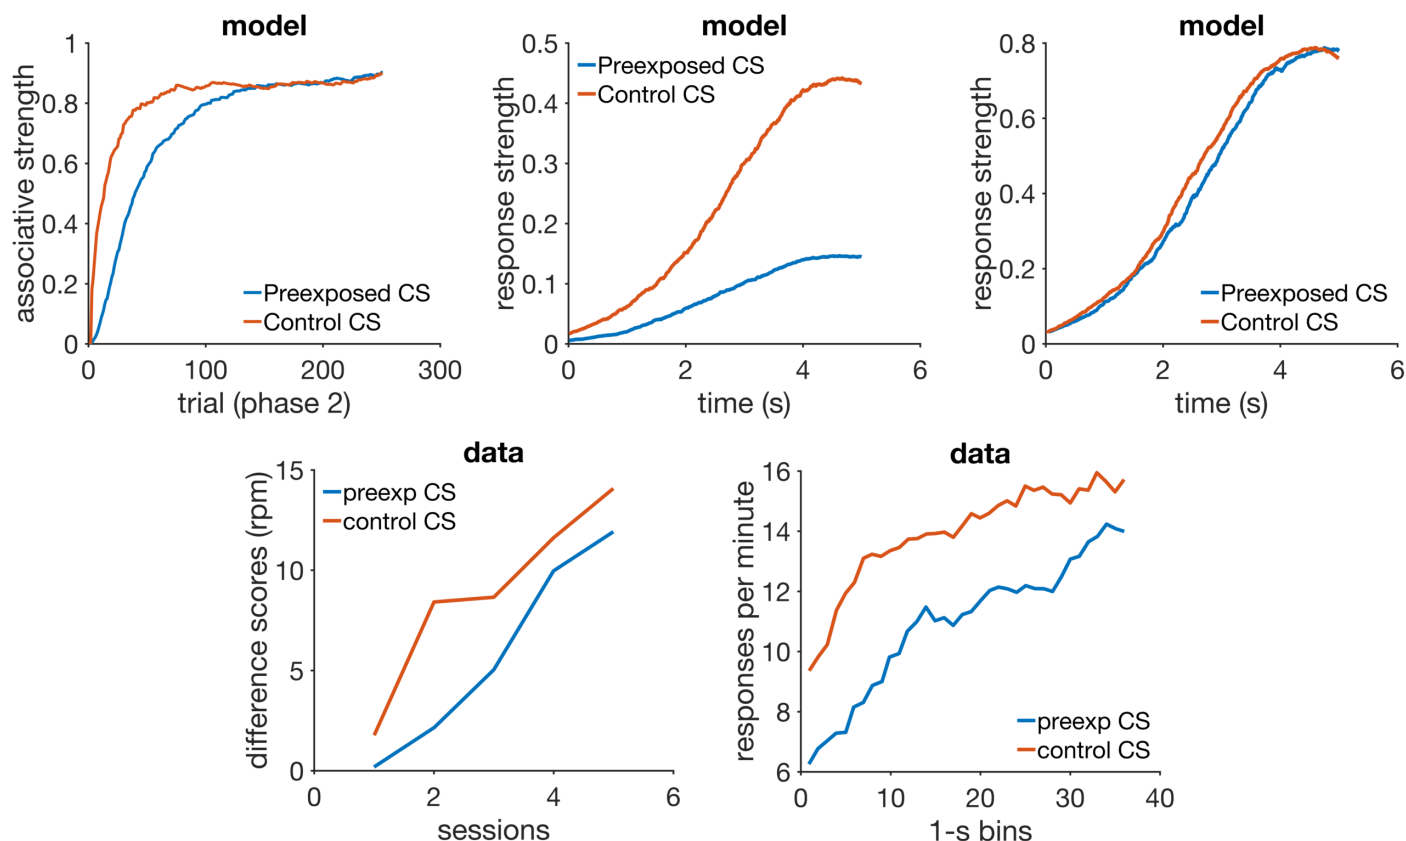 model
1
0.8
0.6
0.4
0.2
0
0
100
200
300
associative strength
trial (phase 2)
Preexposed CS
Control CS
model
0.5
0.4
0.3
0.2
0.1
0
0
2
4
6
response strength
time (s)
Preexposed CS
Control CS
model
0.8
0.6
0.4
0.2
0
0
2
4
6
response strength
time (s)
Preexposed CS
Control CS
data
15
10
5
0
0
2
4
6
difference scores (rpm)
sessions
preexp CS
control CS
data
16
14
12
10
8
6
0
10
20
30
40
responses per minute
1-s bins
preexp CS
control CS